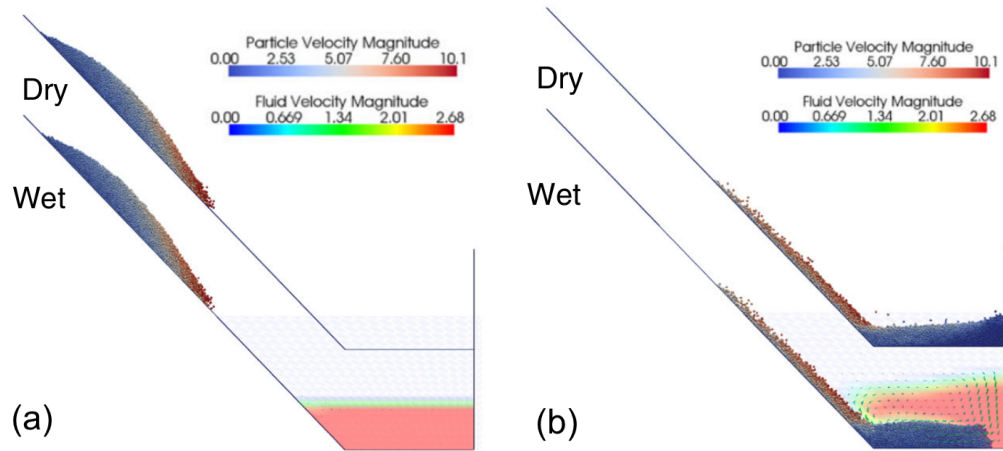 Particle Velocity Magnitude
0.00 2.53 5.07 7.60 10.1
Dry
Fluid Velocity Magnitude
0.00 0.669 1.34 2.01 2.68
Wet
(a)
Particle Velocity Magnitude
0.00 2.53 5.07 7.60 10.1
Dry
Fluid Velocity Magnitude
0.00 0.669 1.34 2.01 2.68
Wet
(b)